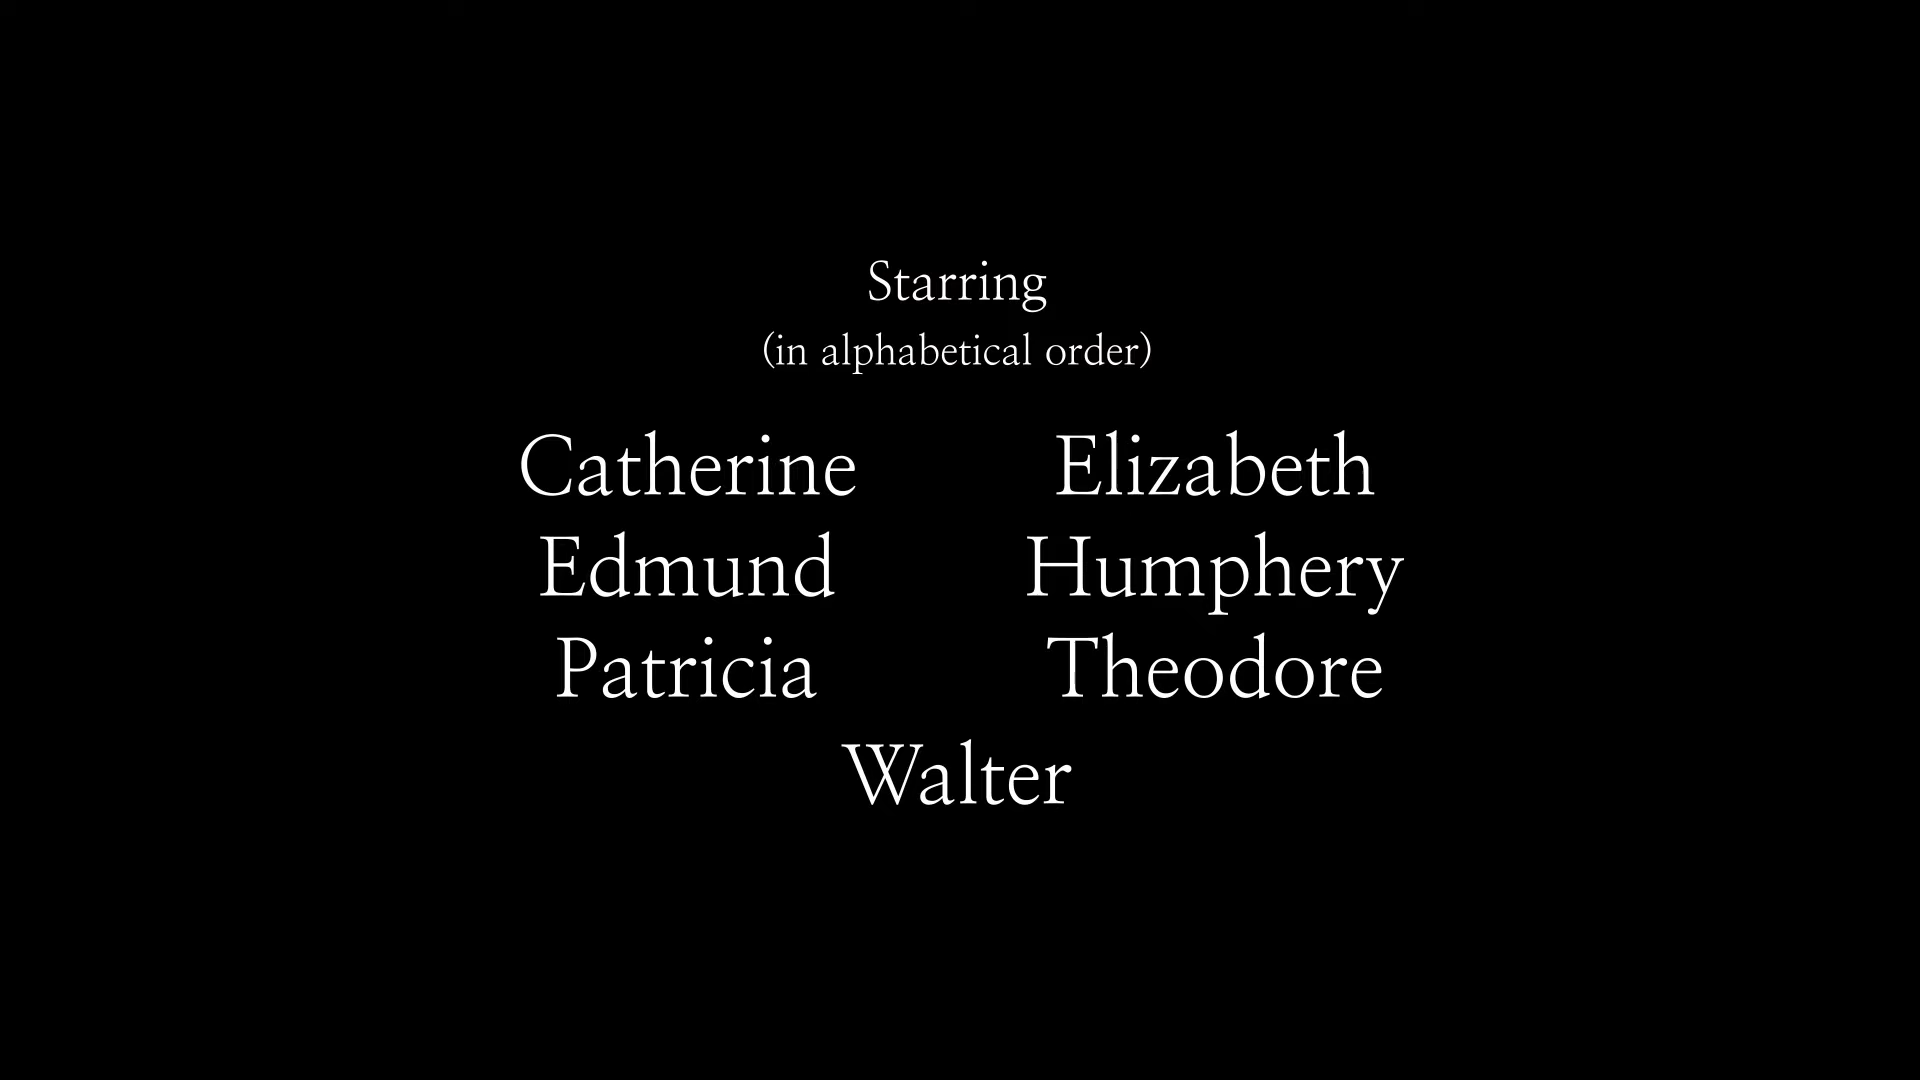 Starring
(in alphabetical order)
Catherine Elizabeth
Edmund Humphery
Patricia Theodore
Walter